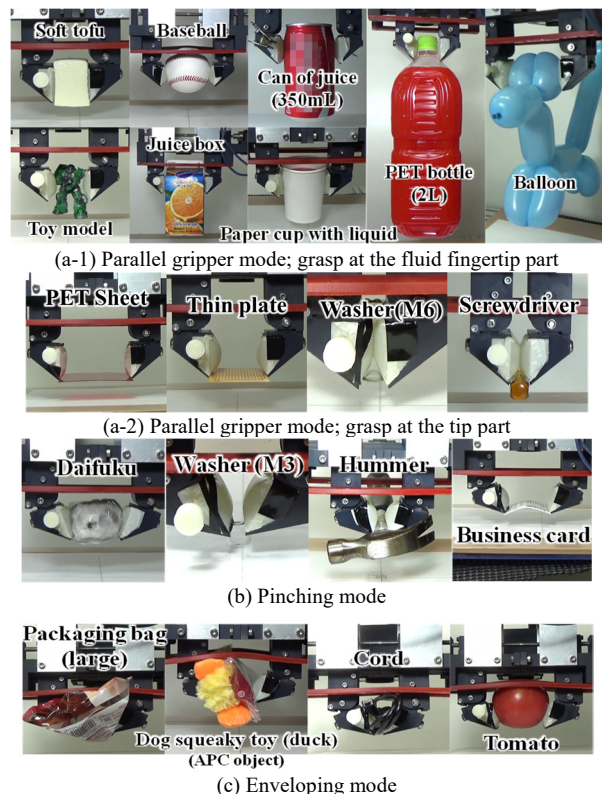 Soft tofu
Baseball
Can of juice
(350mL)
PET bottle
(2L)
Balloon
Toy model
Juice box
Paper cup with liquid
(a-1) Parallel gripper mode; grasp at the fluid fingertip part
PET Sheet
Thin plate
Washer(M6)
Screwdriver
(a-2) Parallel gripper mode; grasp at the tip part
Daifuku
Washer (M3)
Hummer
Business card
(b) Pinching mode
Packaging bag
(large)
Dog squeaky toy (duck)
(APC object)
Cord
Tomato
(c) Enveloping mode